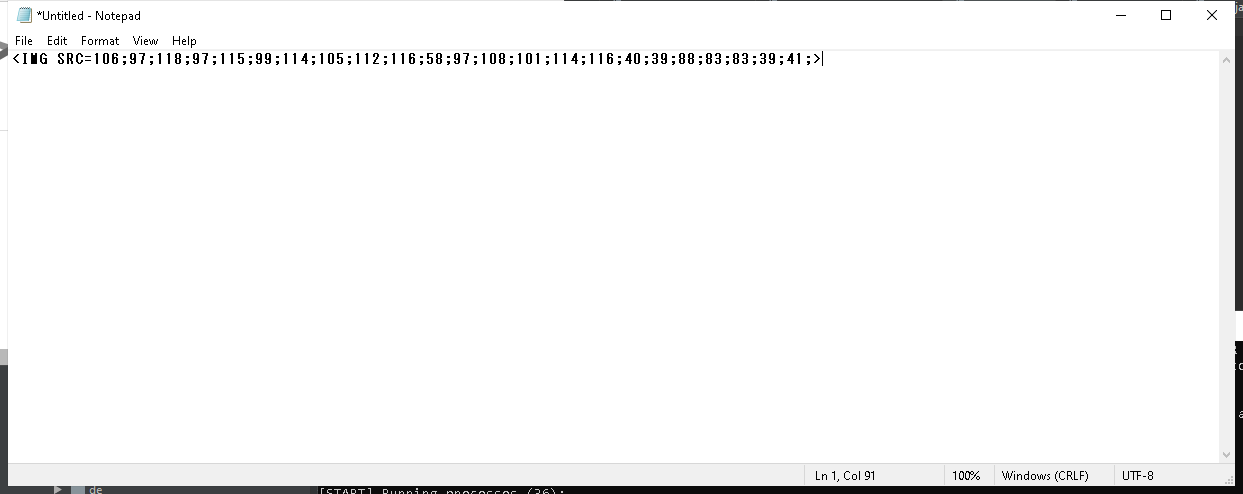 *Untitled - Notepad
File Edit Format View Help
<IMG SRC=106;97;118;97;115;99;114;105;112;116;58;97;108;101;114;116;40;39;88;83;83;39;41;>
Ln 1, Col 91 100% Windows (CRLF) UTF-8
de
[START] Running processes (36):